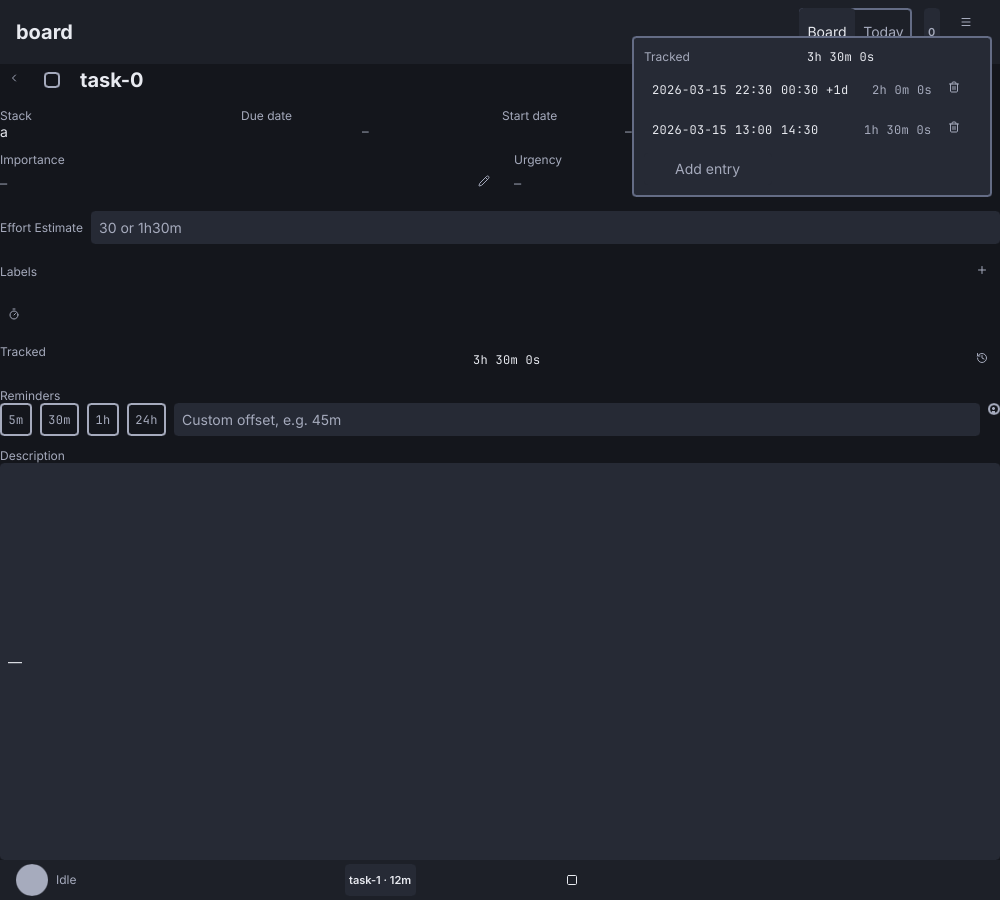 board
Board Today 0
Tracked 3h 30m 0s
2026-03-15 22:30 00:30 +1d 2h 0m 0s
2026-03-15 13:00 14:30 1h 30m 0s
Add entry
task-0
Stack Due date Start date
a – –
Importance Urgency
– –
Effort Estimate 30 or 1h30m
Labels
Tracked
3h 30m 0s
Reminders
5m 30m 1h 24h Custom offset, e.g. 45m
Description
—
Idle task-1 · 12m